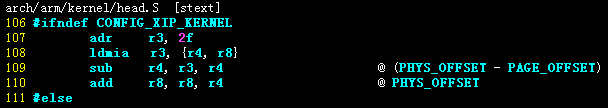 arch/arm/kernel/head.S [stext]
106 #ifndef CONFIG_XIP_KERNEL
107 adr r3, 2f
108 ldmia r3, {r4, r8}
109 sub r4, r3, r4 @ (PHYS_OFFSET - PAGE_OFFSET)
110 add r8, r8, r4 @ PHYS_OFFSET
111 #else